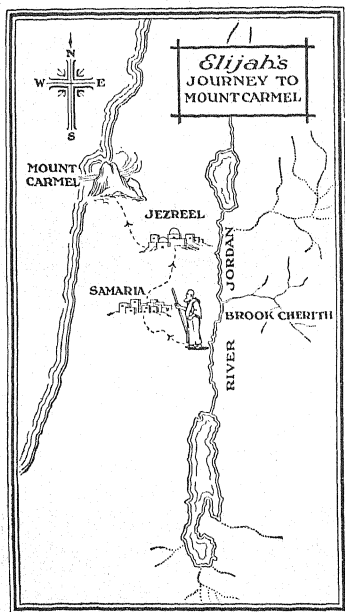 Elijah's
JOURNEY TO
MOUNT CARMEL
N
W E
S
MOUNT
CARMEL
JEZREEL
SAMARIA
RIVER JORDAN
BROOK CHERITH